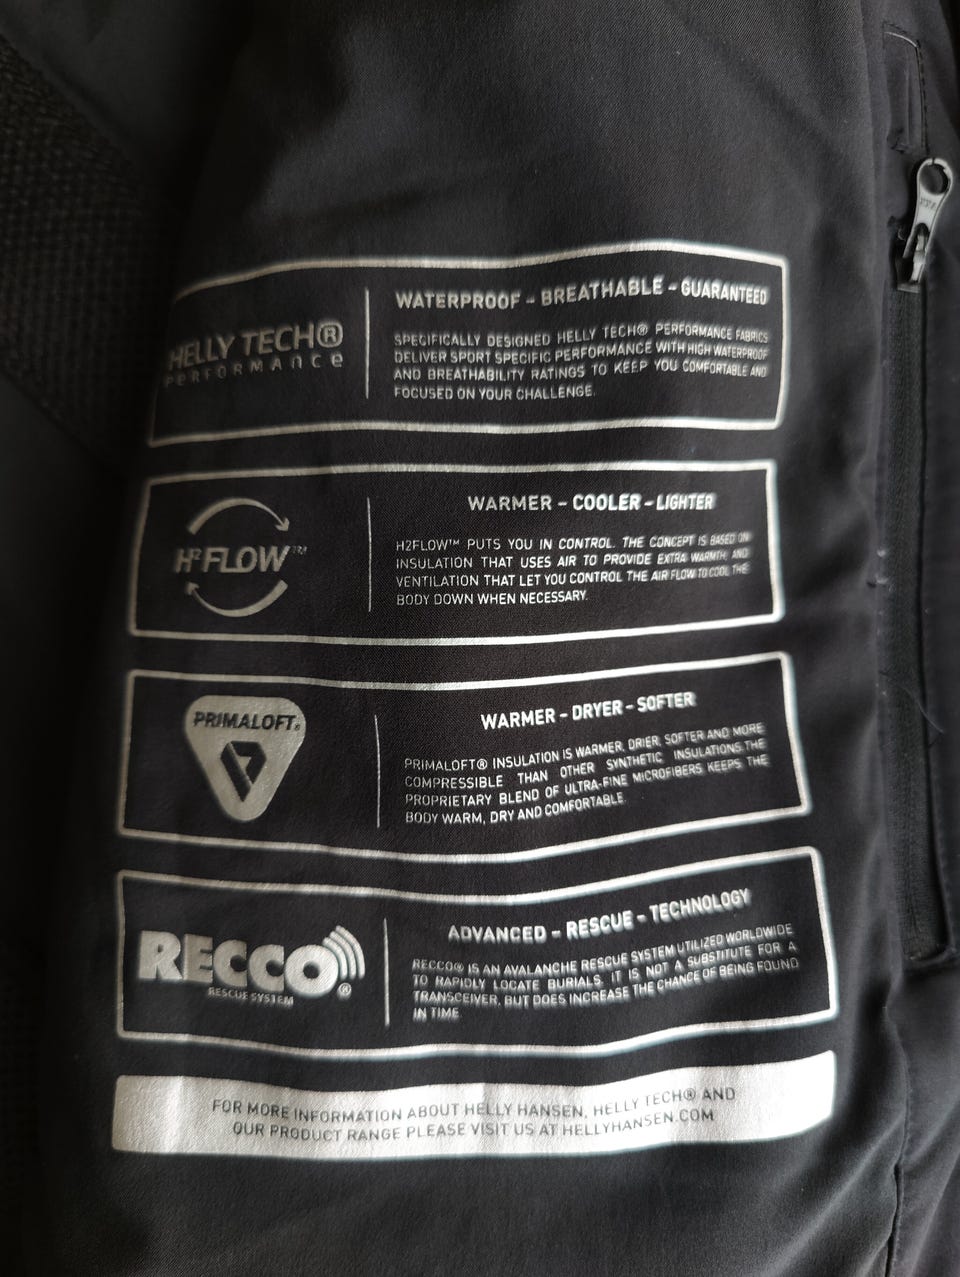 HELLY TECH®
PERFORMANCE
WATERPROOF - BREATHABLE - GUARANTEED
SPECIFICALLY DESIGNED HELLY TECH® PERFORMANCE FABRICS
DELIVER SPORT SPECIFIC PERFORMANCE WITH HIGH WATERPROOF
AND BREATHABILITY RATINGS TO KEEP YOU COMFORTABLE AND
FOCUSED ON YOUR CHALLENGE.
H²FLOW™
WARMER - COOLER - LIGHTER
H2FLOW™ PUTS YOU IN CONTROL. THE CONCEPT IS BASED ON
INSULATION THAT USES AIR TO PROVIDE EXTRA WARMTH AND
VENTILATION THAT LET YOU CONTROL THE AIR FLOW TO COOL THE
BODY DOWN WHEN NECESSARY.
PRIMALOFT®
WARMER - DRYER - SOFTER
PRIMALOFT® INSULATION IS WARMER, DRIER, SOFTER AND MORE
COMPRESSIBLE THAN OTHER SYNTHETIC INSULATIONS.THE
PROPRIETARY BLEND OF ULTRA-FINE MICROFIBERS KEEPS THE
BODY WARM, DRY AND COMFORTABLE.
RECCO®
RESCUE SYSTEM
ADVANCED - RESCUE - TECHNOLOGY
RECCO® IS AN AVALANCHE RESCUE SYSTEM UTILIZED WORLDWIDE
TO RAPIDLY LOCATE BURIALS. IT IS NOT A SUBSTITUTE FOR A
TRANSCEIVER, BUT DOES INCREASE THE CHANCE OF BEING FOUND
IN TIME.
FOR MORE INFORMATION ABOUT HELLY HANSEN, HELLY TECH® AND
OUR PRODUCT RANGE PLEASE VISIT US AT HELLYHANSEN.COM